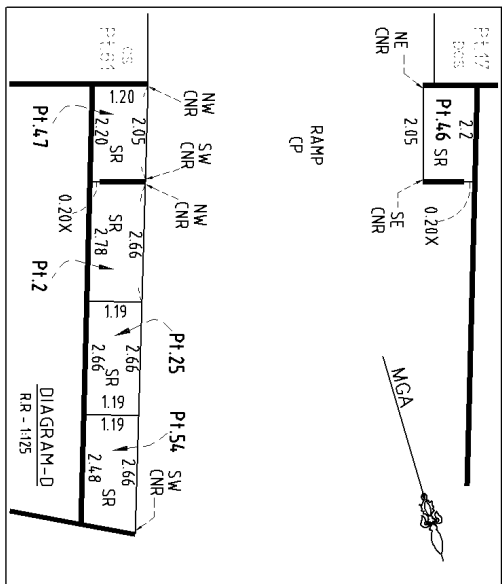 2.2
0.20X
Pt.46
SR
2.05
NE
CNR
SE
CNR
MGA
RAMP
CP
NW
CNR
SW
CNR
NW
CNR
Pt.25
Pt.54
SW
CNR
2.05
2.66
2.66
2.66
1.20
SR
SR
1.19
SR
1.19
1.19
SR
2.20
2.78
2.66
2.48
0.20X
Pt.47
Pt.2
DIAGRAM-D
R.R - 1:125